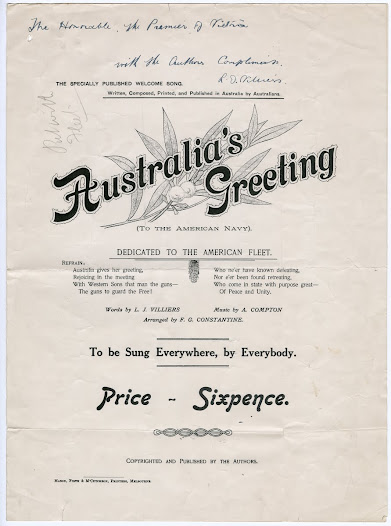 The Honorable, the Premier of Victoria
with the Authors Compliments.
THE SPECIALLY PUBLISHED WELCOME SONG.
Written, Composed, Printed, and Published in Australia by Australians.
Australia's
Greeting
(TO THE AMERICAN NAVY).
DEDICATED TO THE AMERICAN FLEET.
REFRAIN:
Australia gives her greeting,
Rejoicing in the meeting
With Western Sons that man the guns—
The guns to guard the Free!
Who ne'er have known defeating,
Nor e'er been found retreating,
Who come in state with purpose great—
Of Peace and Unity.
Words by L. J. VILLIERS
Music by A. COMPTON
Arranged by F. G. CONSTANTINE.
To be Sung Everywhere, by Everybody.
Price - Sixpence.
COPYRIGHTED AND PUBLISHED BY THE AUTHORS.
PRINTERS, MELBOURNE